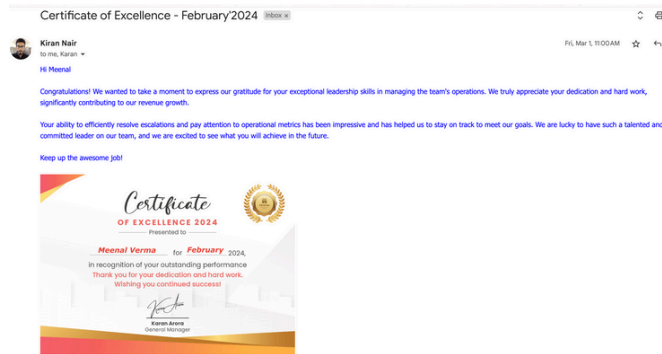 Certificate of Excellence - February'2024 Inbox x
Kiran Nair
Fri, Mar 1, 11:00 AM
to me, Karan
Hi Meenal
Congratulations! We wanted to take a moment to express our gratitude for your exceptional leadership skills in managing the team's operations. We truly appreciate your dedication and hard work,
significantly contributing to our revenue growth.
Your ability to efficiently resolve escalations and pay attention to operational metrics has been impressive and has helped us to stay on track to meet our goals. We are lucky to have such a talented and
committed leader on our team, and we are excited to see what you will achieve in the future.
Keep up the awesome job!
Certificate
OF EXCELLENCE 2024
Presented to
Meenal Verma for February 2024,
in recognition of your outstanding performance
Thank you for your dedication and hard work.
Wishing you continued success!
Karan Arora
General Manager